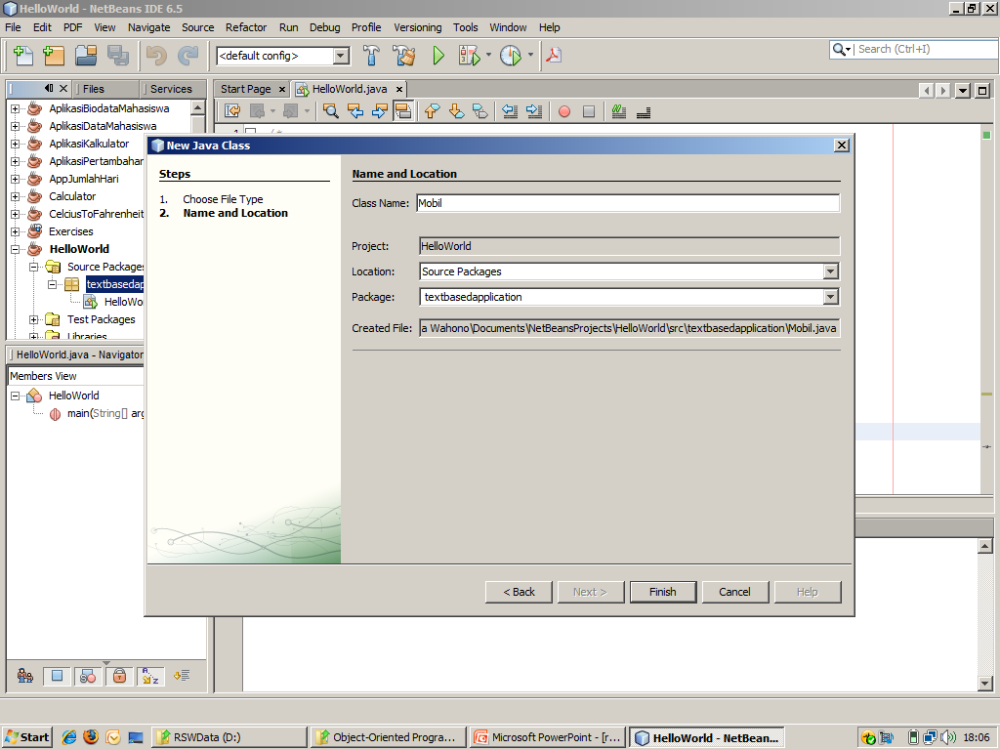 HelloWorld - NetBeans IDE 6.5
File Edit PDF View Navigate Source Refactor Run Debug Profile Versioning Tools Window Help
<default config>
Search (Ctrl+I)
Files Services
Start Page HelloWorld.java
AplikasiBiodataMahasiswa
AplikasiDataMahasiswa
AplikasiKalkulator
AplikasiPertambahan
AppJumlahHari
Calculator
CelciusToFahrenheit
Exercises
HelloWorld
Source Packages
textbasedap
HelloWo
Test Packages
Libraries
HelloWorld.java - Navigator
Members View
HelloWorld
main(String[] arg
New Java Class
Steps
1. Choose File Type
2. Name and Location
Name and Location
Class Name: Mobil
Project: HelloWorld
Location: Source Packages
Package: textbasedapplication
Created File: a Wahono\Documents\NetBeansProjects\HelloWorld\src\textbasedapplication\Mobil.java
< Back Next > Finish Cancel Help
Start RSWData (D:) Object-Oriented Progra... Microsoft PowerPoint - [r... HelloWorld - NetBean... 18:06